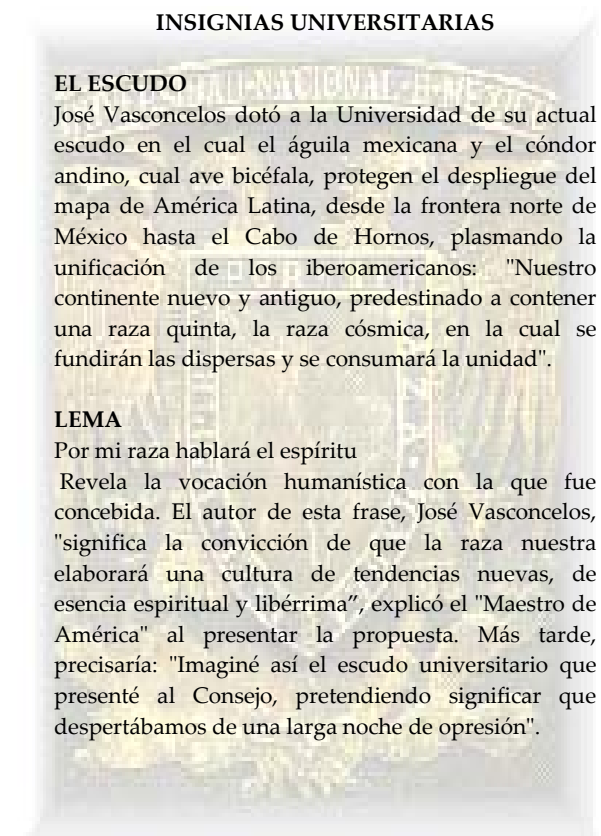 INSIGNIAS UNIVERSITARIAS
EL ESCUDO
José Vasconcelos dotó a la Universidad de su actual
escudo en el cual el águila mexicana y el cóndor
andino, cual ave bicéfala, protegen el despliegue del
mapa de América Latina, desde la frontera norte de
México hasta el Cabo de Hornos, plasmando la
unificación de los iberoamericanos: "Nuestro
continente nuevo y antiguo, predestinado a contener
una raza quinta, la raza cósmica, en la cual se
fundirán las dispersas y se consumará la unidad".
LEMA
Por mi raza hablará el espíritu
Revela la vocación humanística con la que fue
concebida. El autor de esta frase, José Vasconcelos,
"significa la convicción de que la raza nuestra
elaborará una cultura de tendencias nuevas, de
esencia espiritual y libérrima”, explicó el "Maestro de
América" al presentar la propuesta. Más tarde,
precisaría: "Imaginé así el escudo universitario que
presenté al Consejo, pretendiendo significar que
despertábamos de una larga noche de opresión".